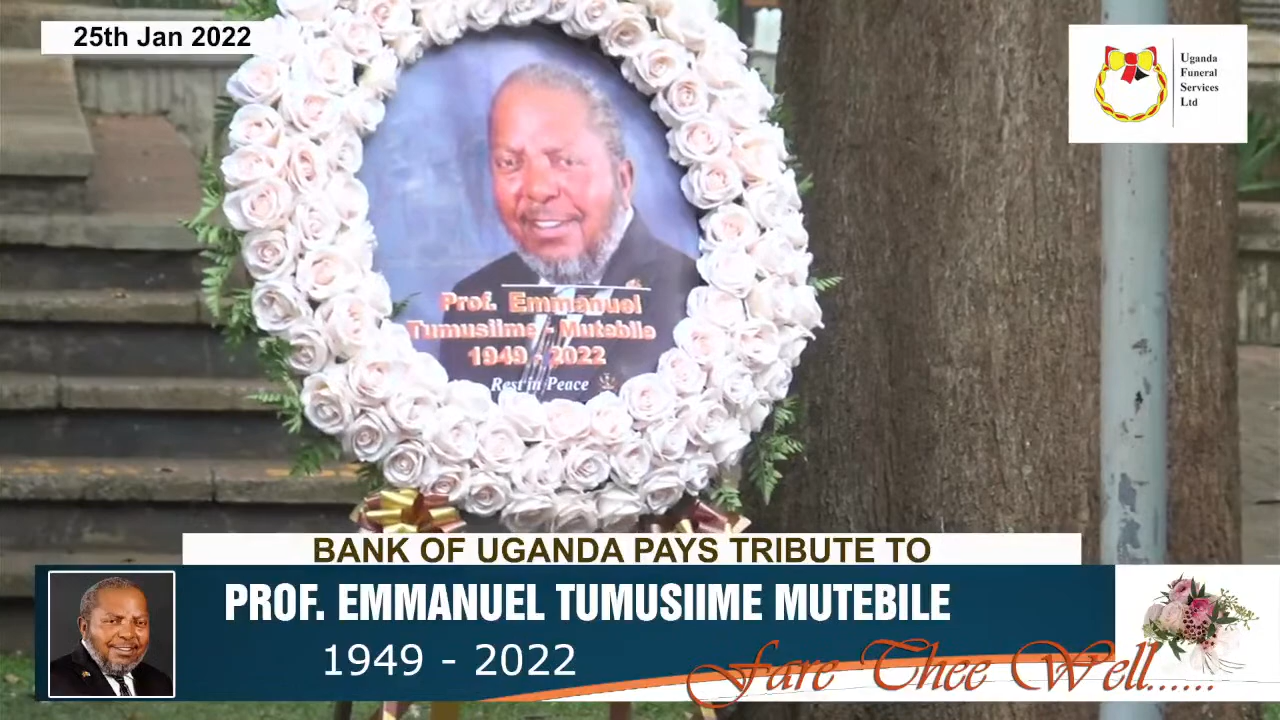 25th Jan 2022
Uganda
Funeral
Services
Ltd
Prof. Emmanuel
Tumusiime - Mutebile
1949 - 2022
Rest in Peace
BANK OF UGANDA PAYS TRIBUTE TO
PROF. EMMANUEL TUMUSIIME MUTEBILE
1949 - 2022
Fare Thee Well......